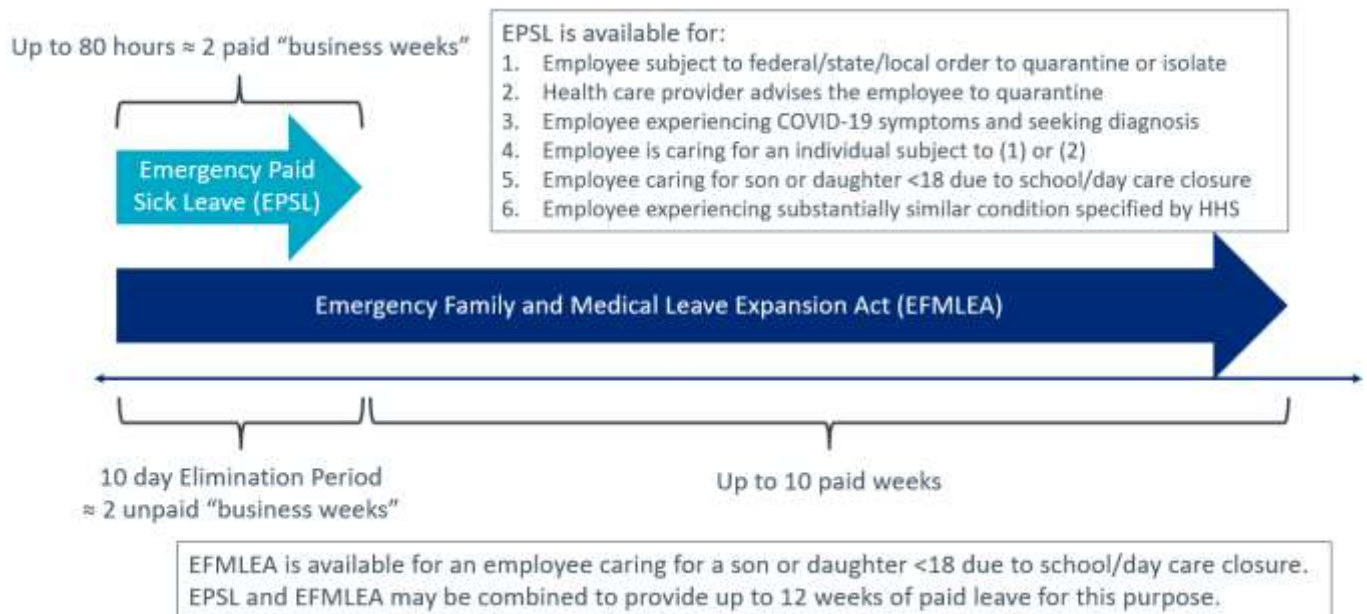 Up to 80 hours ≈ 2 paid “business weeks”
EPSL is available for:
1. Employee subject to federal/state/local order to quarantine or isolate
2. Health care provider advises the employee to quarantine
3. Employee experiencing COVID-19 symptoms and seeking diagnosis
4. Employee is caring for an individual subject to (1) or (2)
5. Employee caring for son or daughter <18 due to school/day care closure
6. Employee experiencing substantially similar condition specified by HHS
Emergency Paid
Sick Leave (EPSL)
Emergency Family and Medical Leave Expansion Act (EFMLEA)
10 day Elimination Period
≈ 2 unpaid “business weeks”
Up to 10 paid weeks
EFMLEA is available for an employee caring for a son or daughter <18 due to school/day care closure.
EPSL and EFMLEA may be combined to provide up to 12 weeks of paid leave for this purpose.